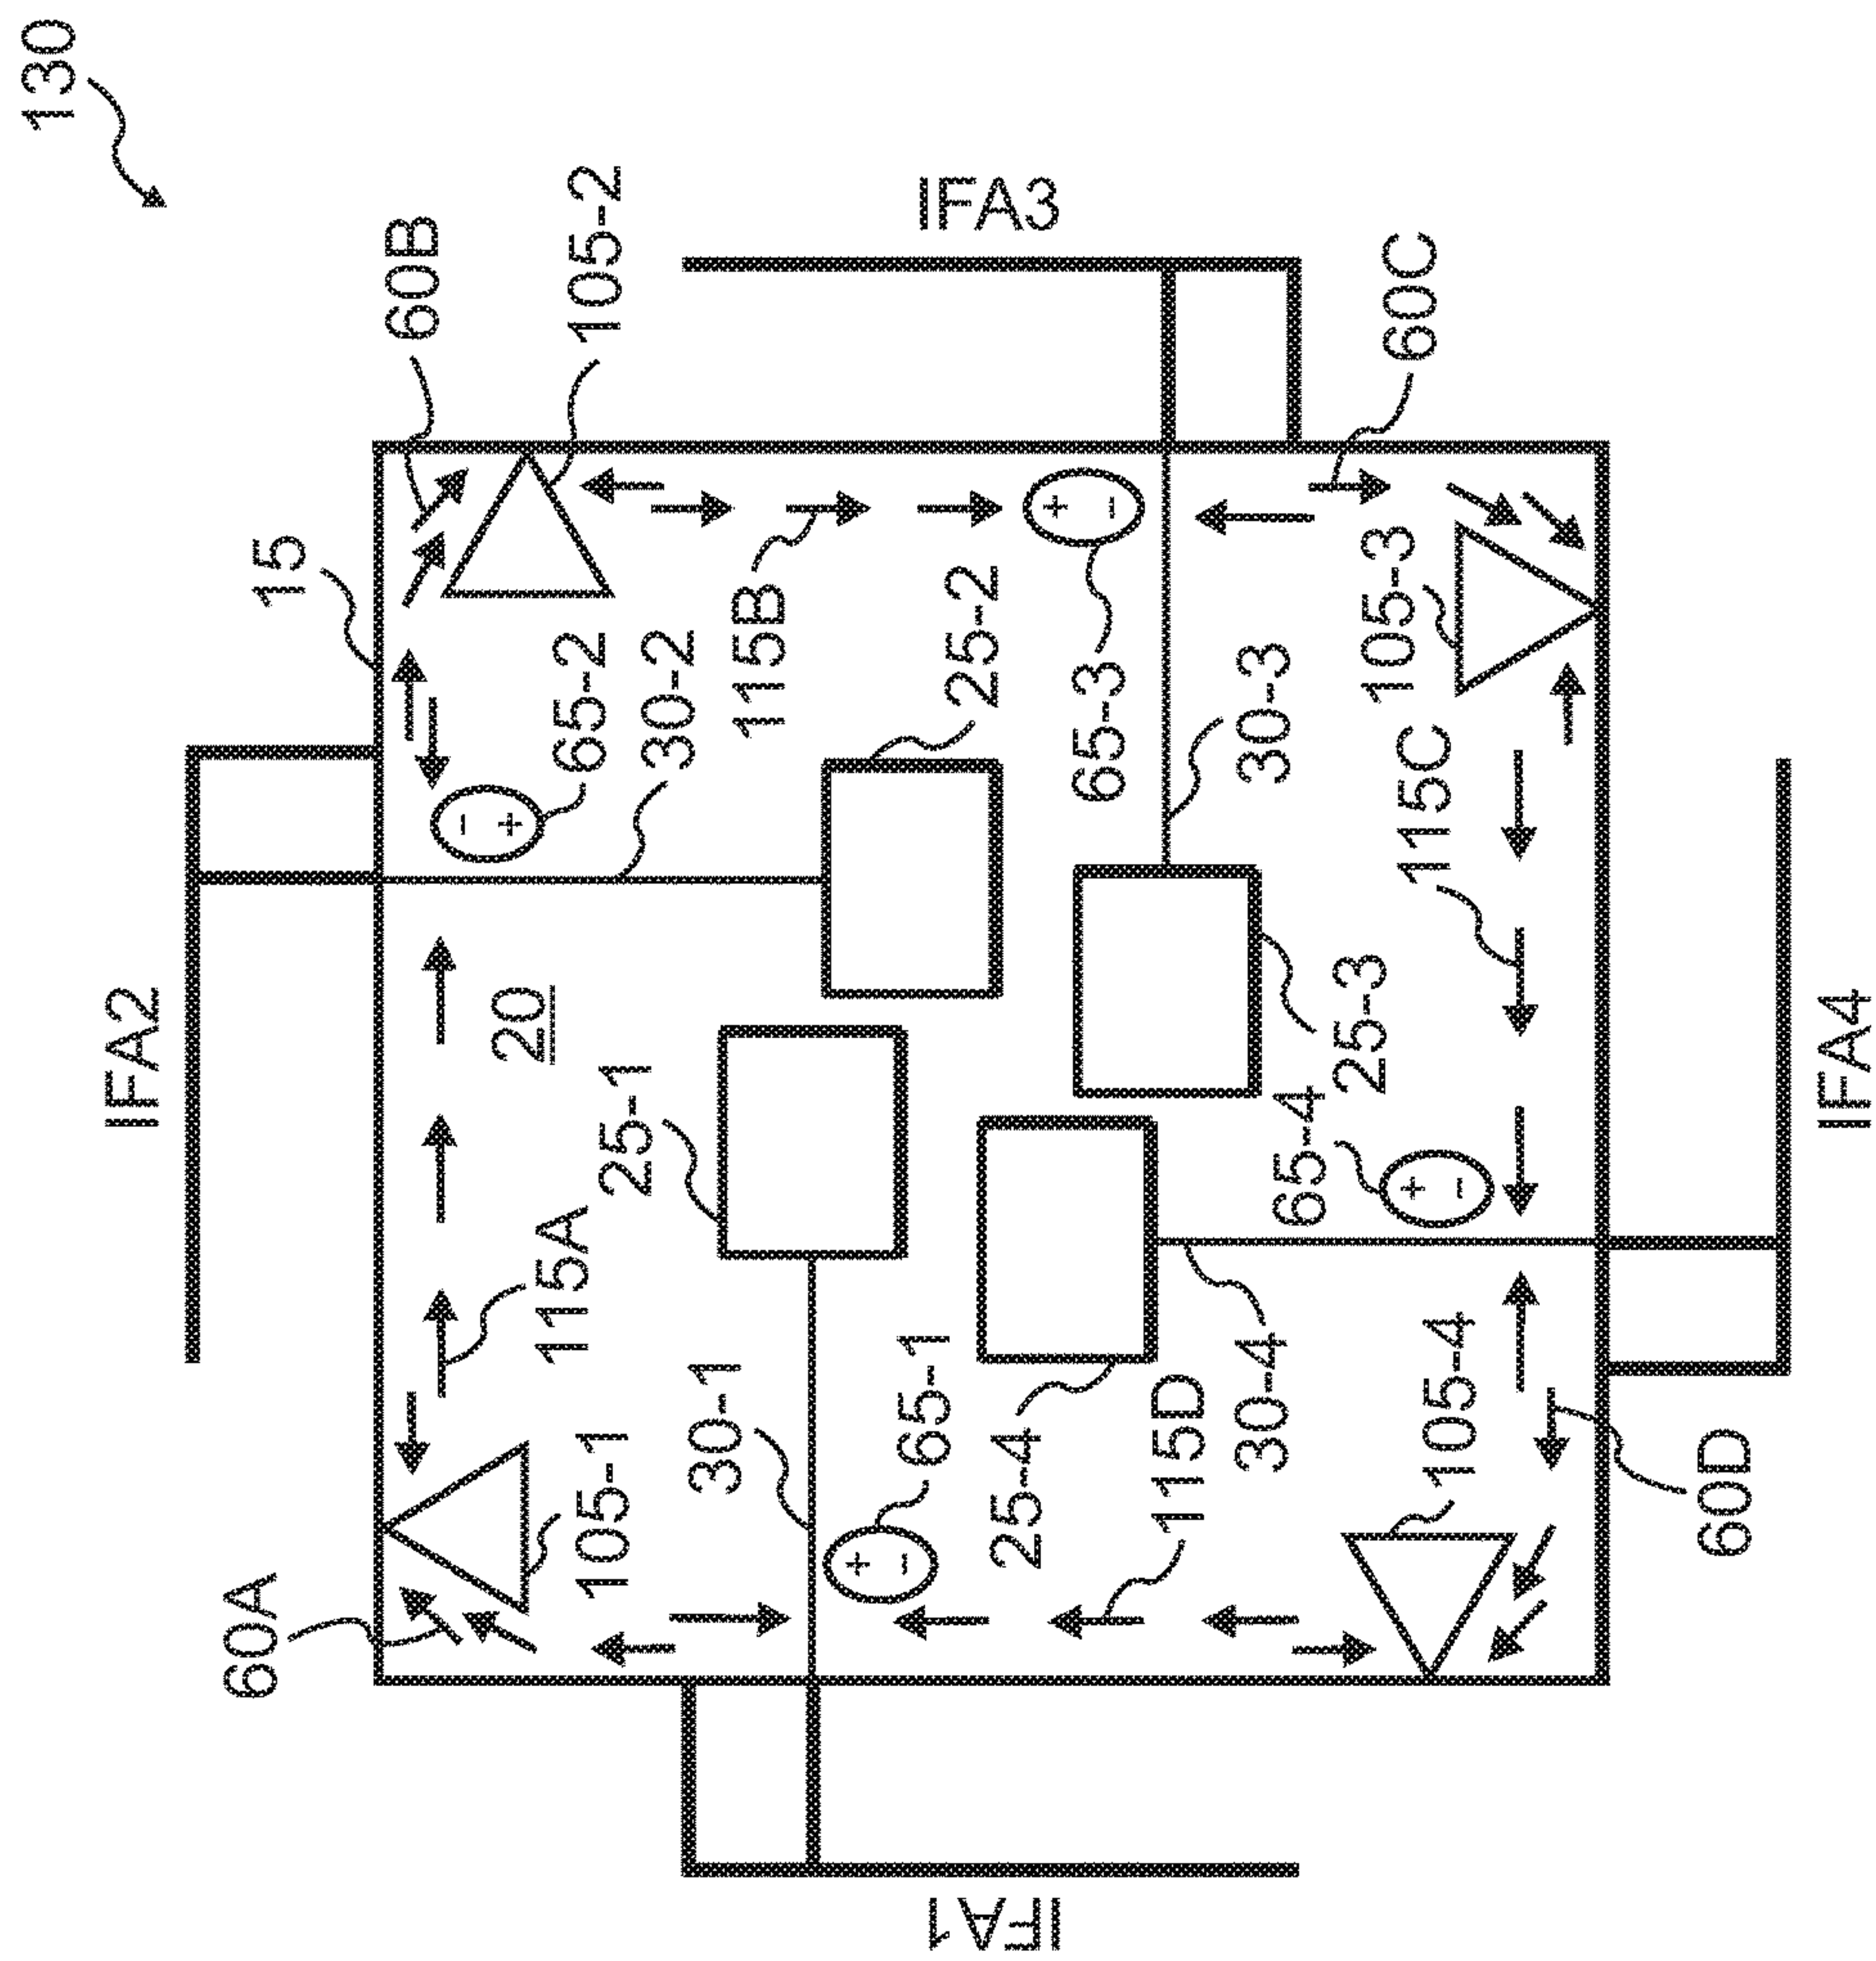 130
IFA2
15
60B
105-2
IFA3
60C
65-2
30-2
115B
25-2
65-3
30-3
105-3
115C
20
25-1
115A
25-3
65-4
IFA4
60A
105-1
30-1
65-1
25-4
115D
30-4
105-4
60D
IFA1
- +
+ -
+ -
+ -